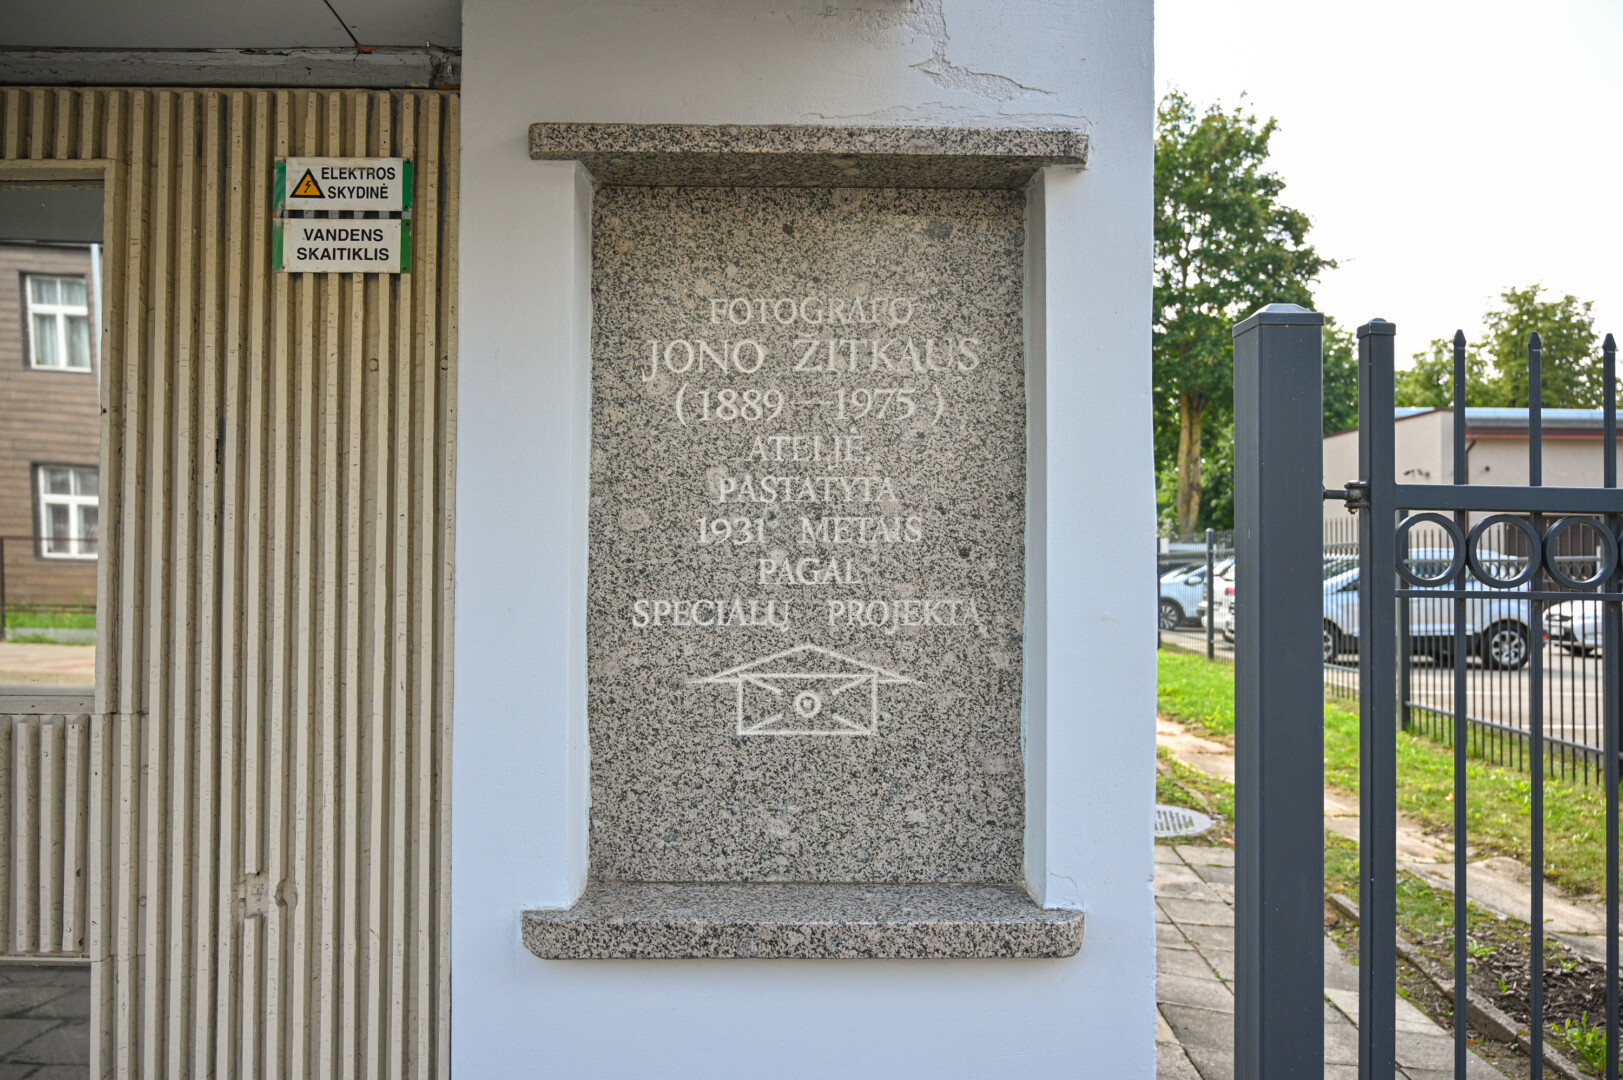 ELEKTROS
SKYDINĖ
VANDENS
SKAITIKLIS
FOTOGRAFO
JONO ŽITKAUS
(1889 – 1975)
ATELJĖ,
PASTATYTA
1931 METAIS
PAGAL
SPECIALŲ PROJEKTĄ